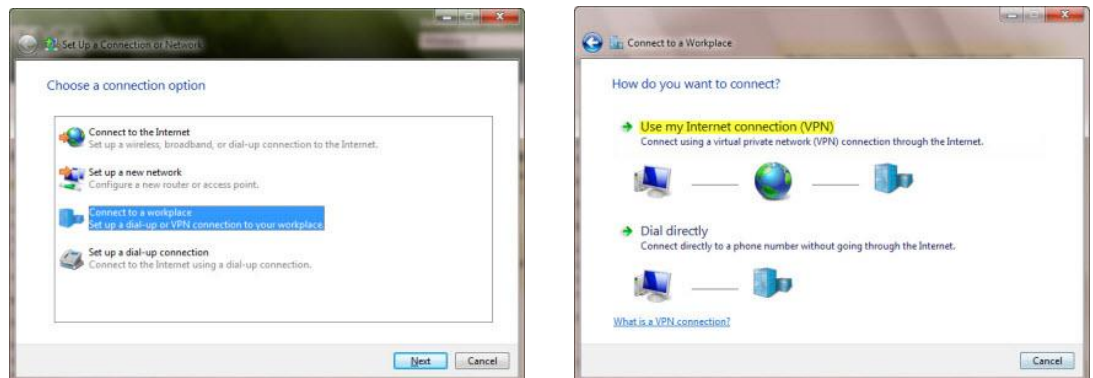 Set Up a Connection or Network
Choose a connection option
Connect to the Internet
Set up a wireless, broadband, or dial-up connection to the Internet.
Set up a new network
Configure a new router or access point.
Connect to a workplace
Set up a dial-up or VPN connection to your workplace.
Set up a dial-up connection
Connect to the Internet using a dial-up connection.
Next
Cancel
Connect to a Workplace
How do you want to connect?
Use my Internet connection (VPN)
Connect using a virtual private network (VPN) connection through the Internet.
Dial directly
Connect directly to a phone number without going through the Internet.
What is a VPN connection?
Cancel